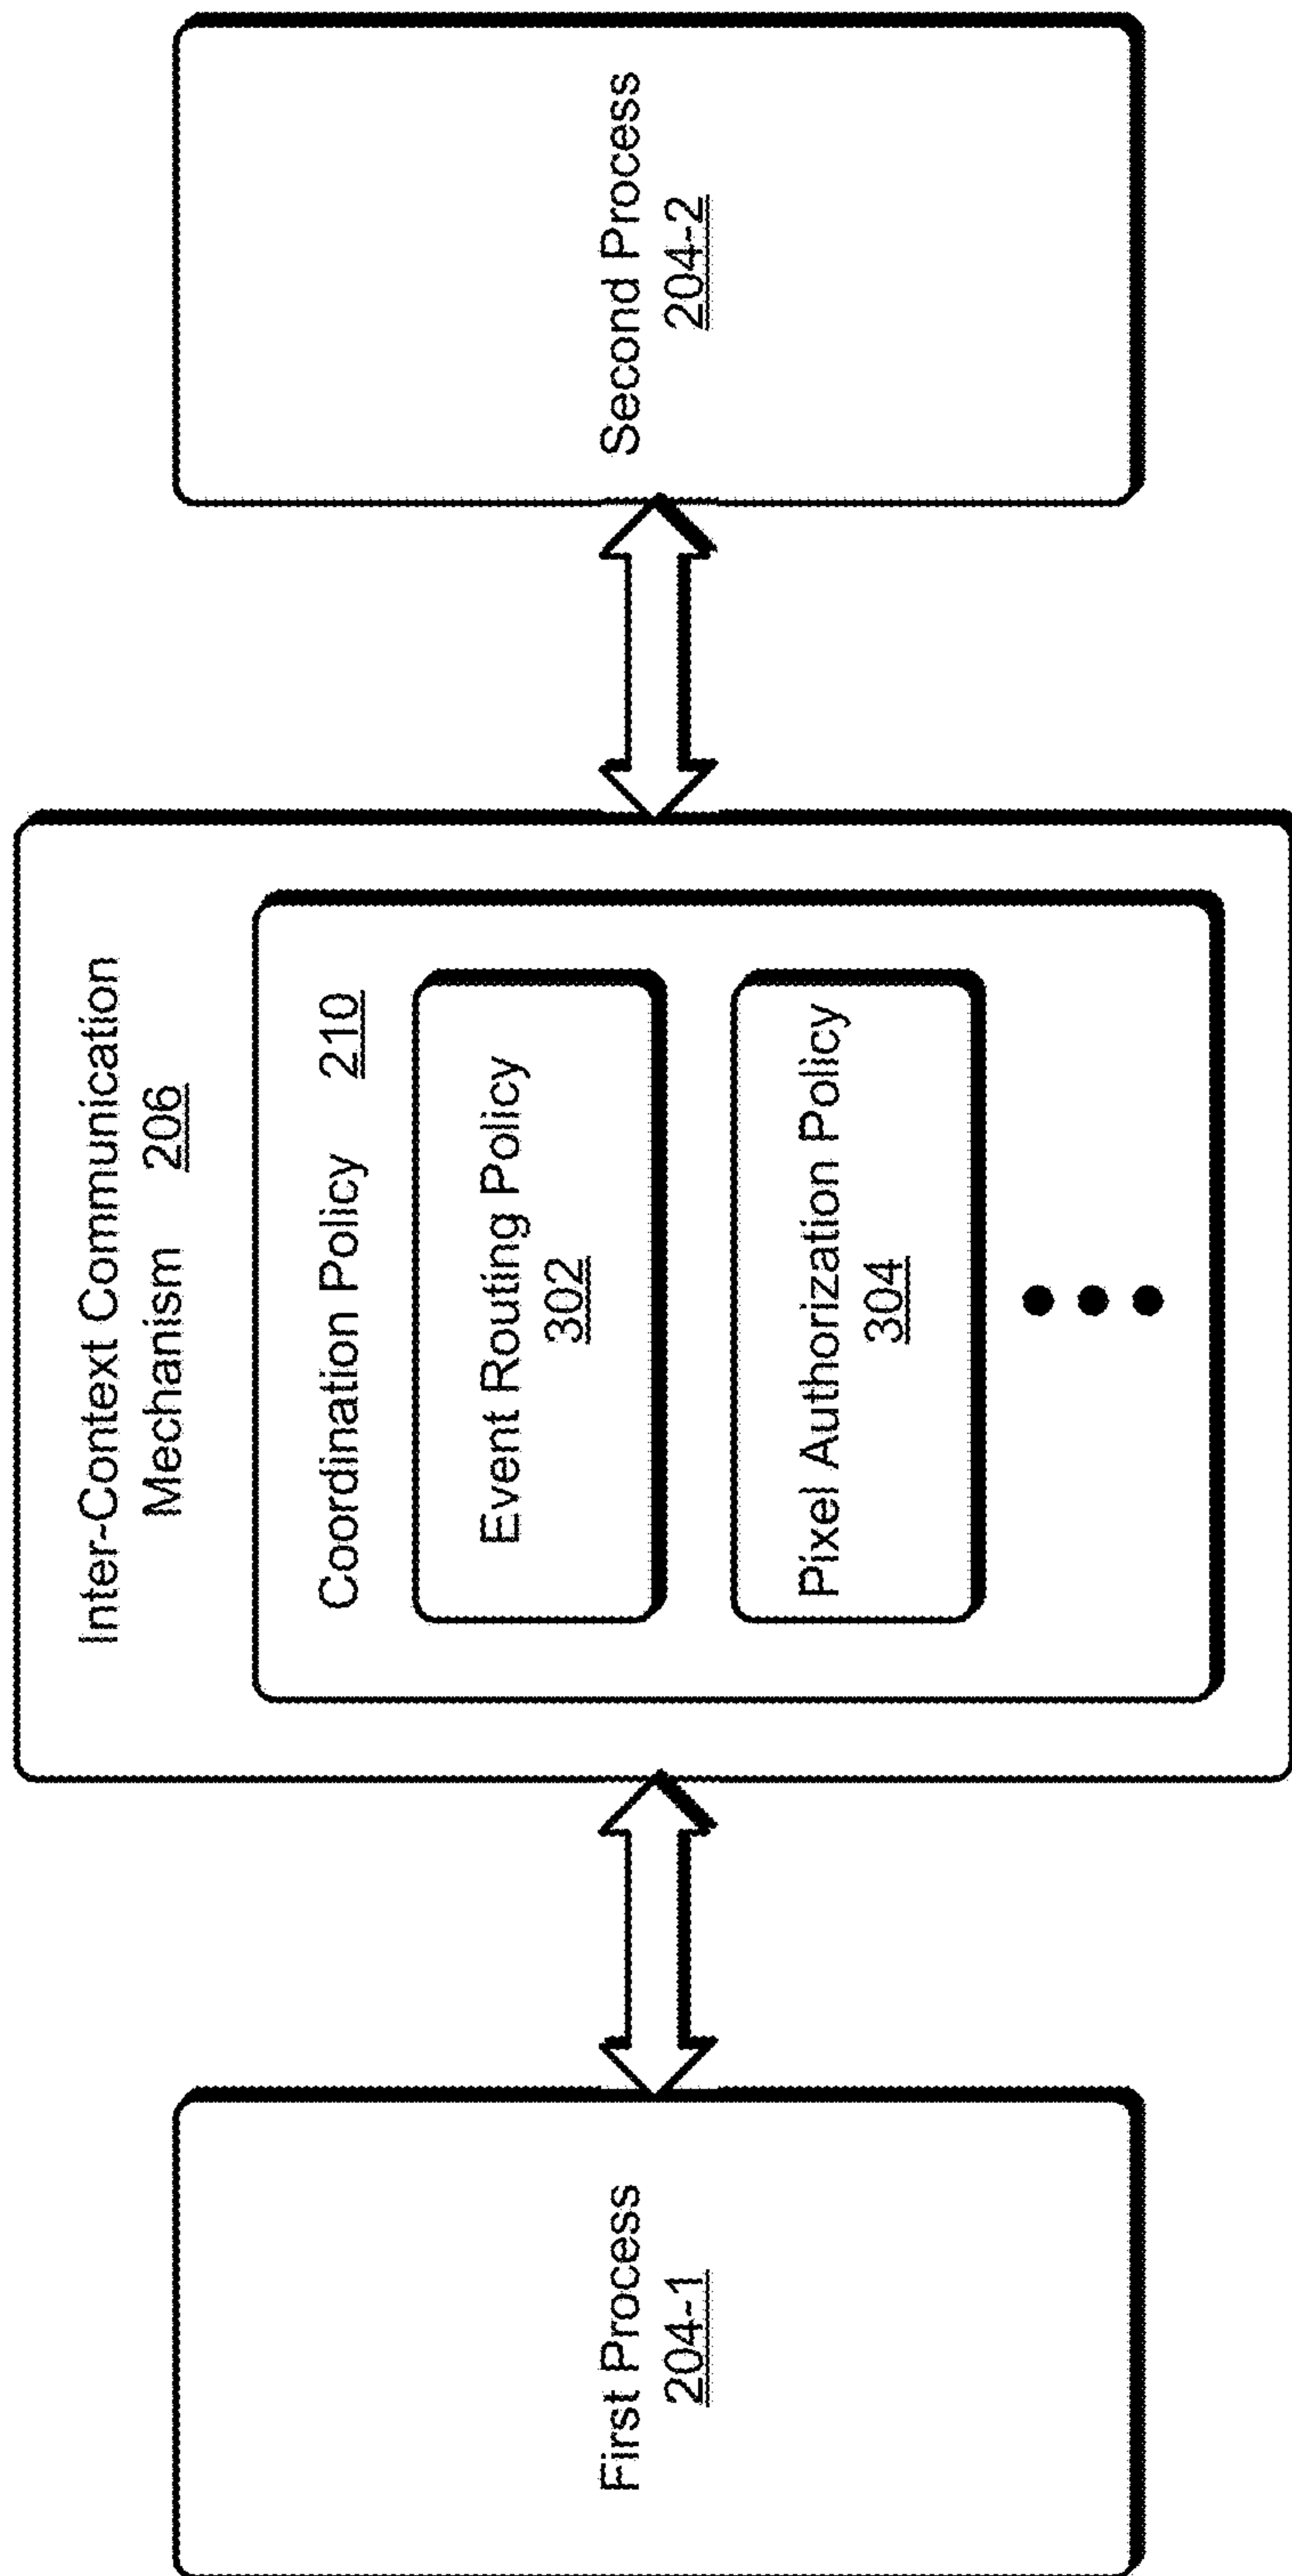 First Process
204-1
Inter-Context Communication
Mechanism 206
Coordination Policy 210
Event Routing Policy
302
Pixel Authorization Policy
304
Second Process
204-2